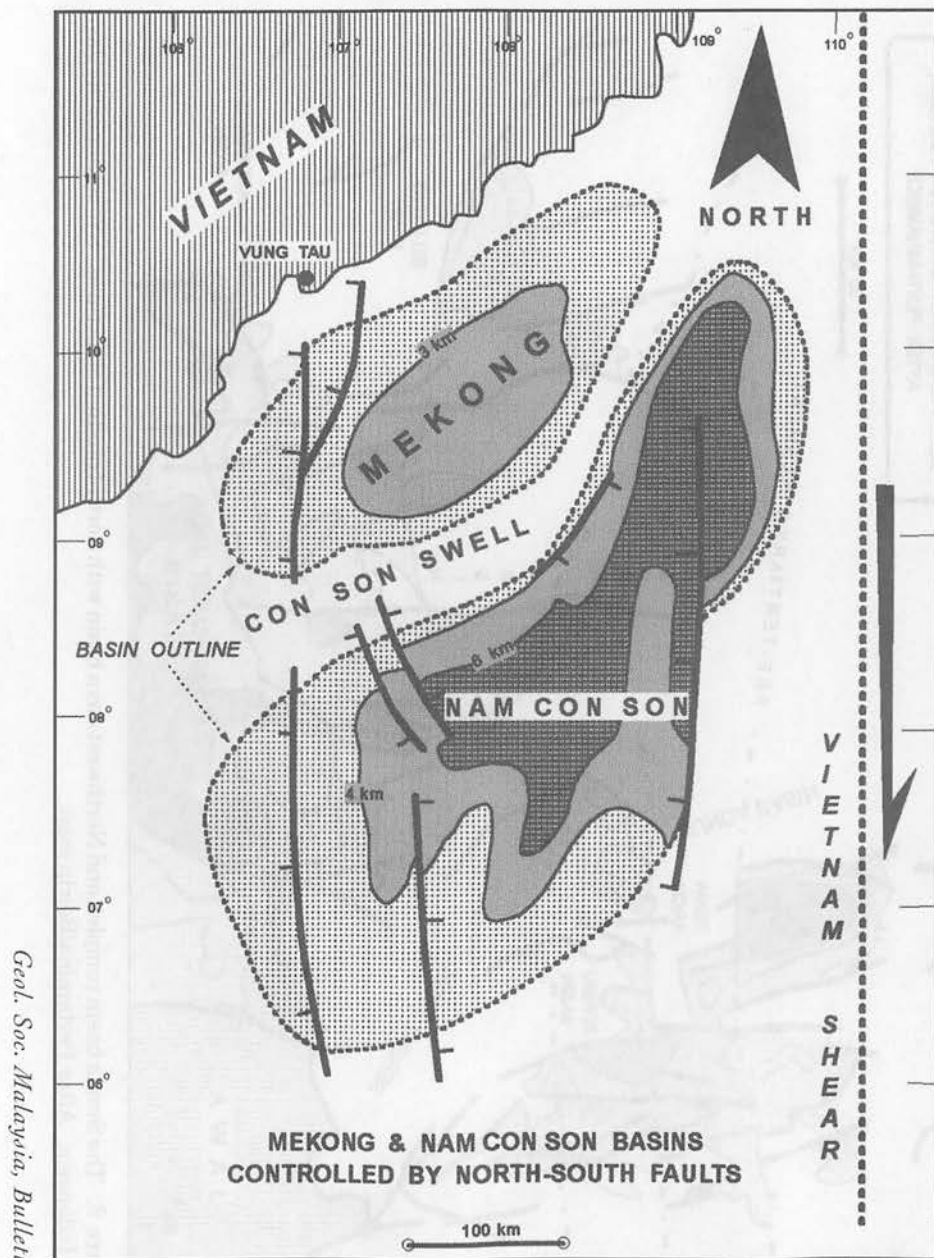 106° 107° 108° 109° 110°
11°
VIETNAM
NORTH
VUNG TAU
10°
3 km
MEKONG
09°
CON SON SWELL
BASIN OUTLINE
6 km
NAM CON SON
08°
4 km
VIETNAM SHEAR
07°
06°
MEKONG & NAM CON SON BASINS
CONTROLLED BY NORTH-SOUTH FAULTS
100 km
Geol. Soc. Malaysia,